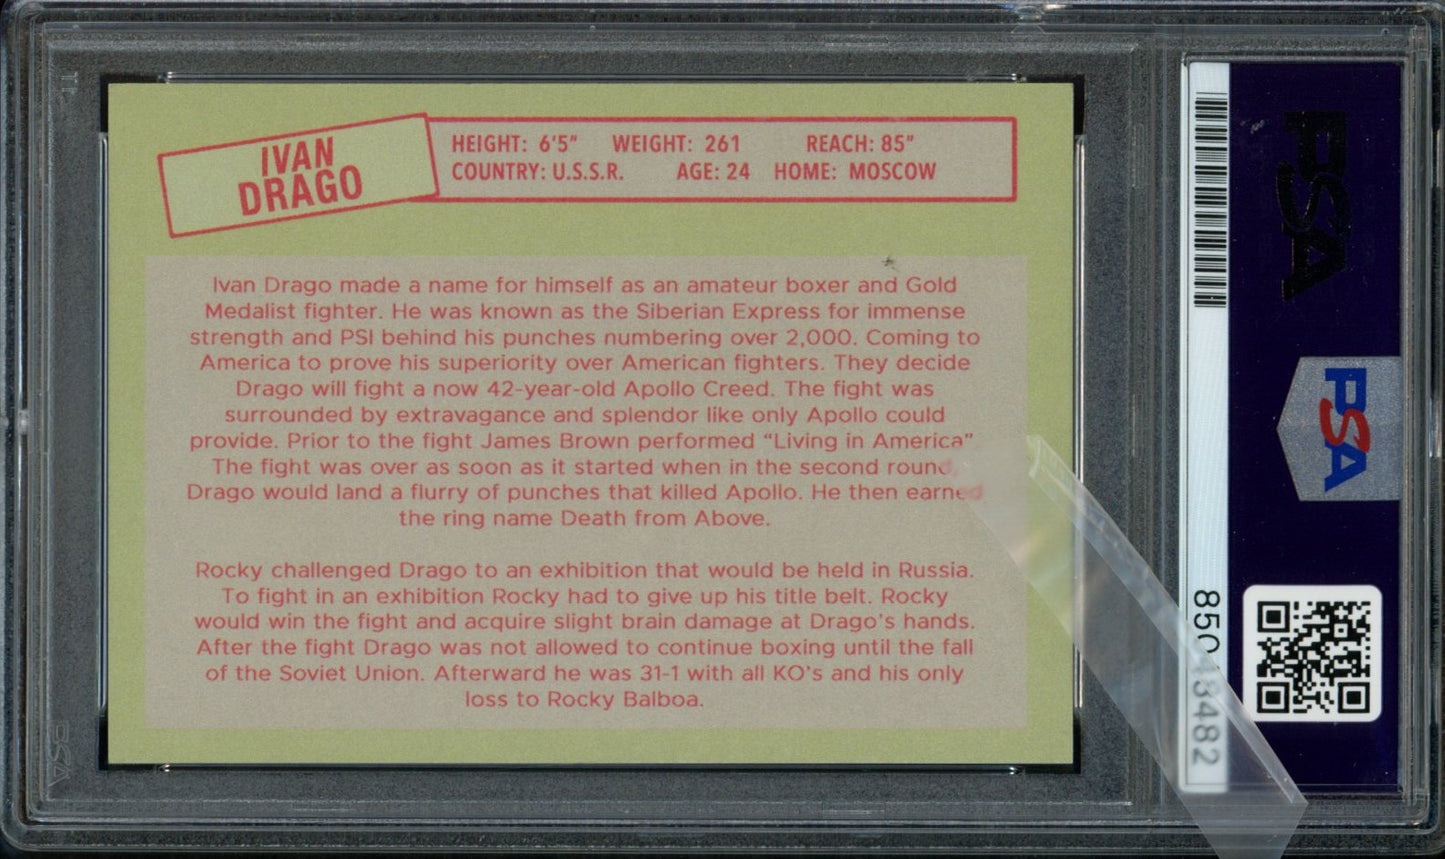 IVAN
DRAGO
HEIGHT: 6'5" WEIGHT: 261 REACH: 85"
COUNTRY: U.S.S.R. AGE: 24 HOME: MOSCOW
Ivan Drago made a name for himself as an amateur boxer and Gold
Medalist fighter. He was known as the Siberian Express for immense
strength and PSI behind his punches numbering over 2,000. Coming to
America to prove his superiority over American fighters. They decide
Drago will fight a now 42-year-old Apollo Creed. The fight was
surrounded by extravagance and splendor like only Apollo could
provide. Prior to the fight James Brown performed “Living in America”
The fight was over as soon as it started when in the second round,
Drago would land a flurry of punches that killed Apollo. He then earned
the ring name Death from Above.
Rocky challenged Drago to an exhibition that would be held in Russia.
To fight in an exhibition Rocky had to give up his title belt. Rocky
would win the fight and acquire slight brain damage at Drago's hands.
After the fight Drago was not allowed to continue boxing until the fall
of the Soviet Union. Afterward he was 31-1 with all KO's and his only
loss to Rocky Balboa.
PSA
PSA
PSA